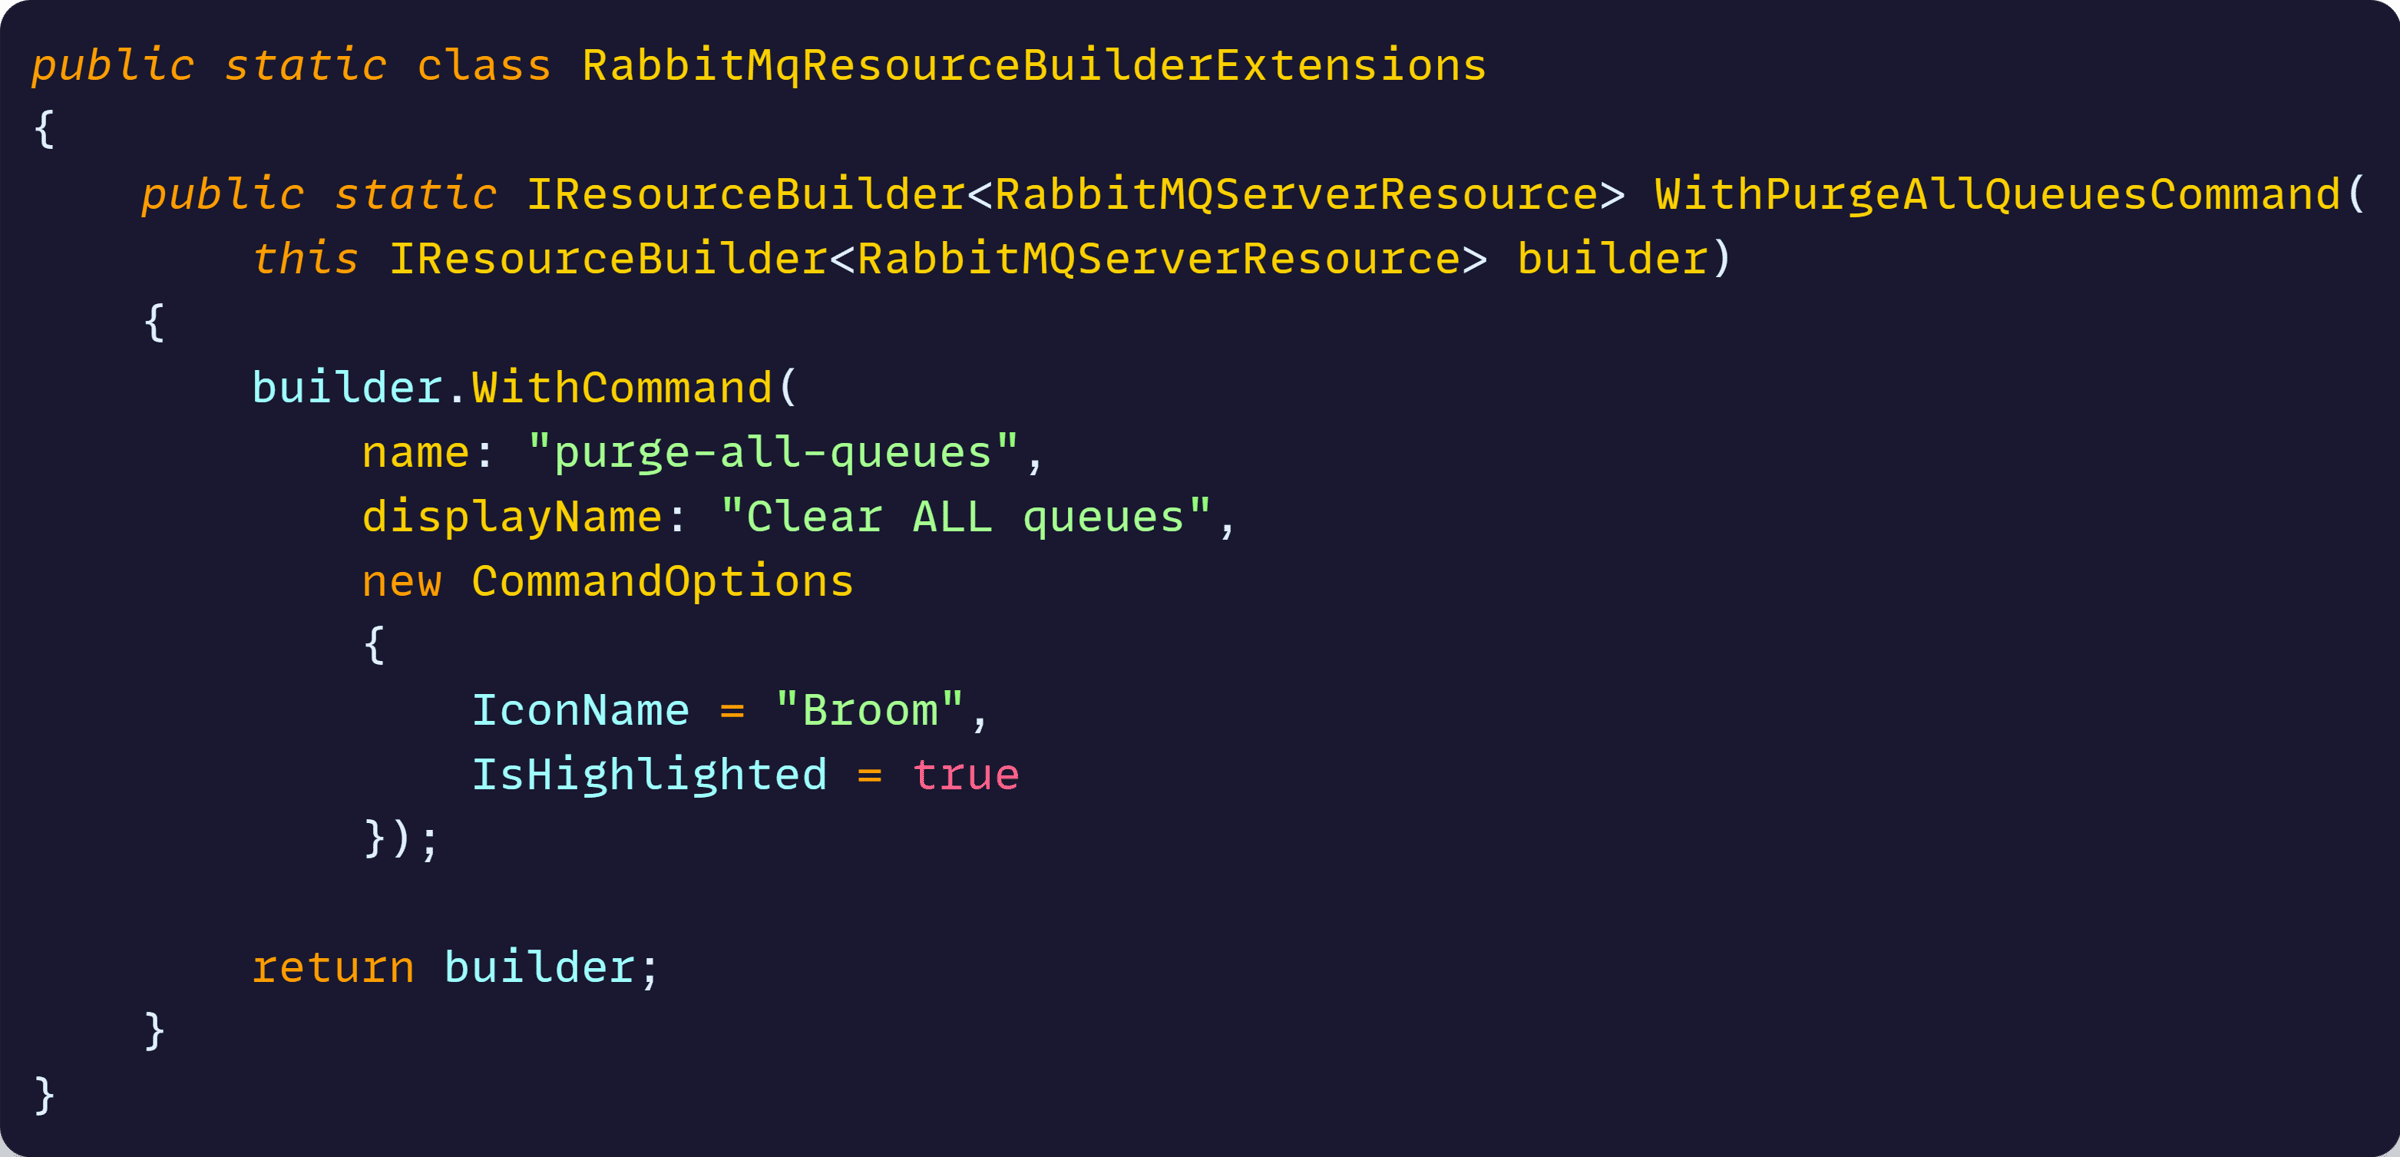 public static class RabbitMqResourceBuilderExtensions
{
    public static IResourceBuilder<RabbitMQServerResource> WithPurgeAllQueuesCommand(
        this IResourceBuilder<RabbitMQServerResource> builder)
    {
        builder.WithCommand(
            name: "purge-all-queues",
            displayName: "Clear ALL queues",
            new CommandOptions
            {
                IconName = "Broom",
                IsHighlighted = true
            });

        return builder;
    }
}